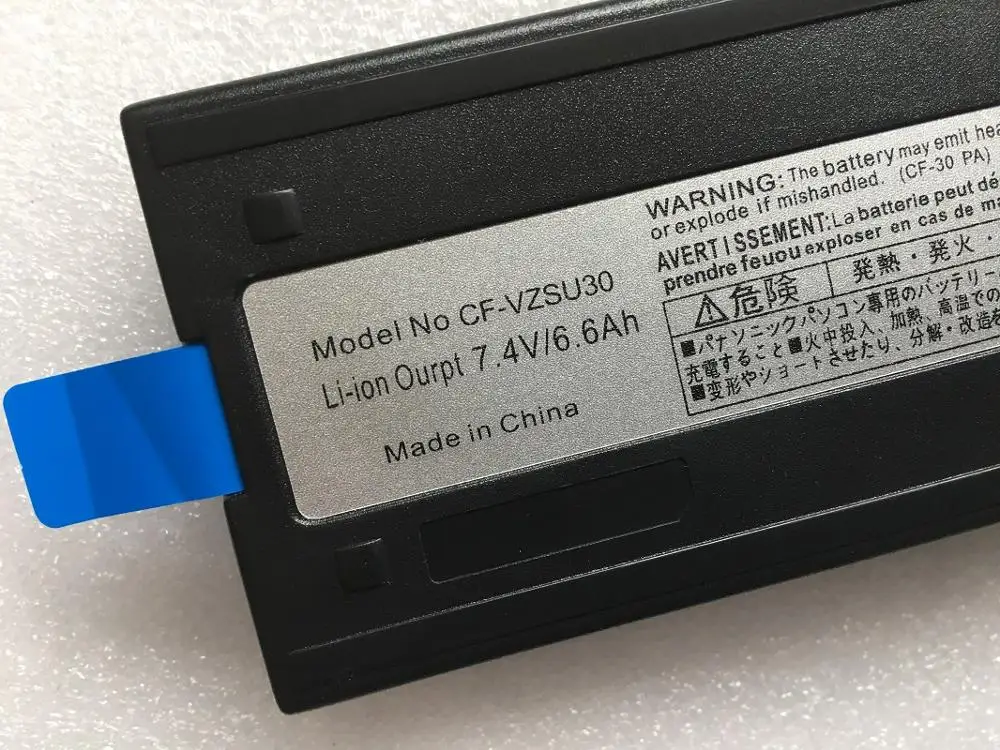 Model No CF-VZSU30
Li-ion Ourpt 7.4V/6.6Ah
Made in China
WARNING: The battery may emit
or explode if mishandled. (CF-30 PA)
AVERTISSEMENT: La batterie peut
prendre feuou exploser en cas de
⚠危険
発熱・発火・
■パナソニックパソコン専用のバッテリー
充電すること■火中投入、加熱、高温での
■変形やショートさせたり、分解・改造